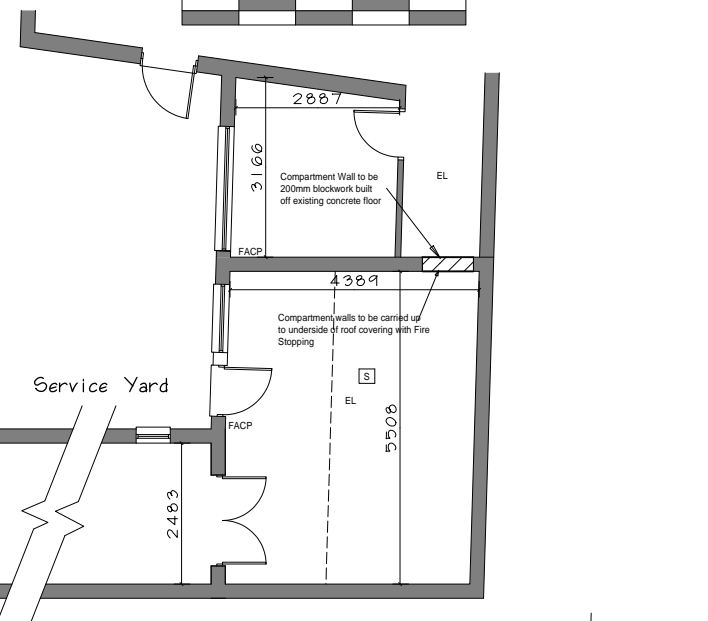 2887
3166
EL
Compartment Wall to be
200mm blockwork built
off existing concrete floor
FACP
4389
Compartment walls to be carried up
to underside of roof covering with Fire
Stopping
S
EL
Service Yard
5508
FACP
2483